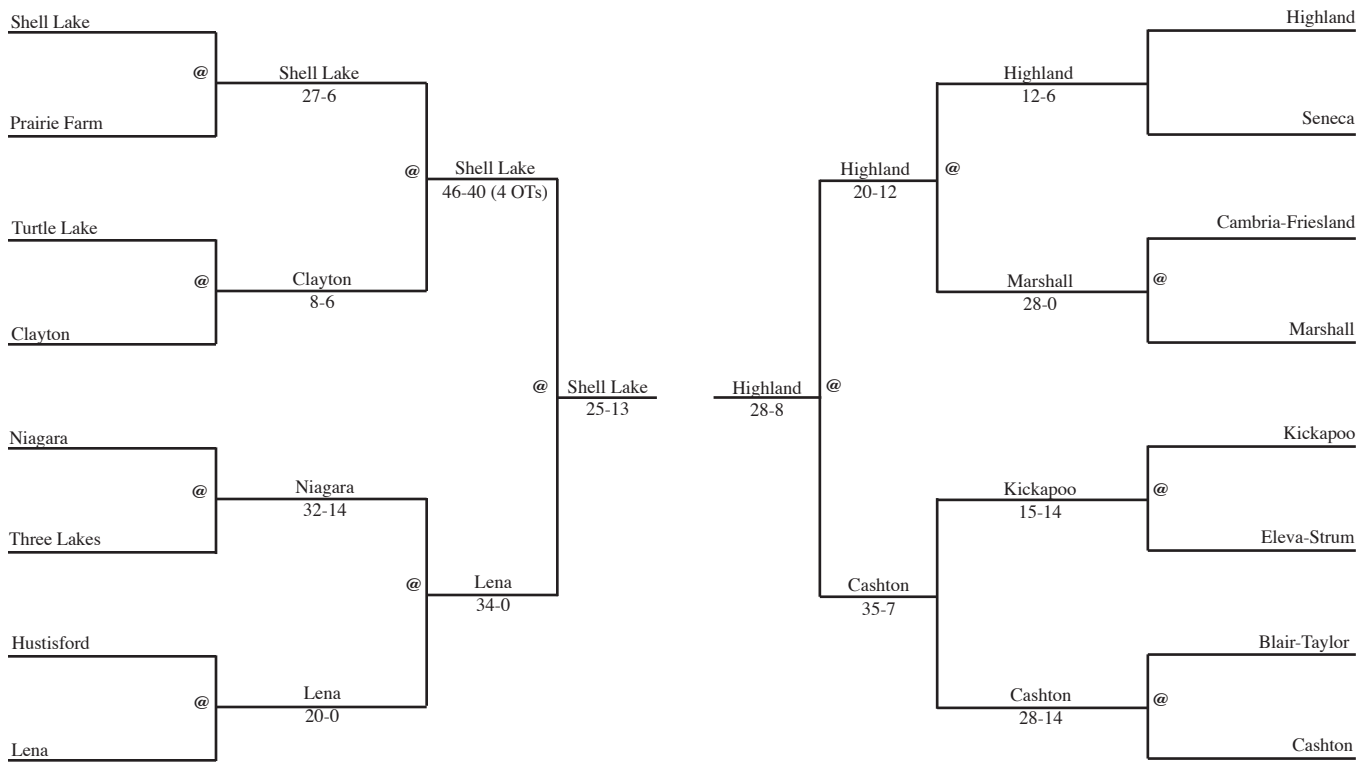 Shell Lake
@
Shell Lake
27-6
Prairie Farm
@
Shell Lake
46-40 (4 OTs)
Turtle Lake
@
Clayton
8-6
Clayton
@
Shell Lake
25-13
Niagara
@
Niagara
32-14
Three Lakes
@
Lena
34-0
Hustisford
@
Lena
20-0
Lena
Highland
Highland
12-6
Seneca
Highland
20-12
@
Cambria-Friesland
Marshall
28-0
@
Marshall
Highland
28-8
@
Kickapoo
Kickapoo
15-14
@
Eleva-Strum
Cashton
35-7
Blair-Taylor
Cashton
28-14
@
Cashton